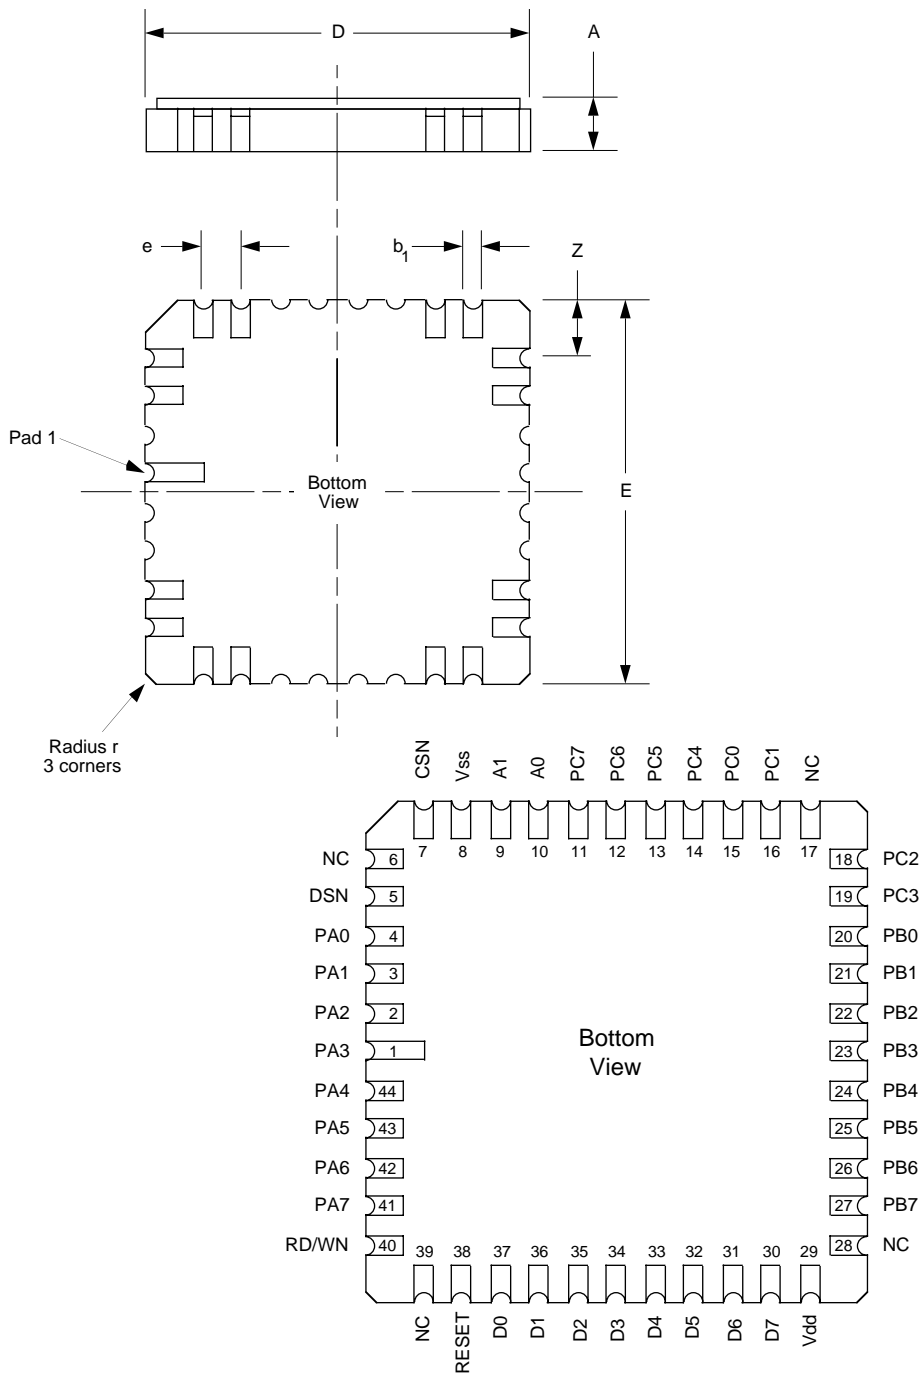 D
A
e
b1
Z
Pad 1
Bottom
View
E
Radius r
3 corners
CSN
Vss
A1
A0
PC7
PC6
PC5
PC4
PC0
PC1
NC
7 8 9 10 11 12 13 14 15 16 17
NC 6
DSN 5
PA0 4
PA1 3
PA2 2
PA3 1
PA4 44
PA5 43
PA6 42
PA7 41
RD/WN 40
Bottom
View
18 PC2
19 PC3
20 PB0
21 PB1
22 PB2
23 PB3
24 PB4
25 PB5
26 PB6
27 PB7
28 NC
39 38 37 36 35 34 33 32 31 30 29
NC
RESET
D0
D1
D2
D3
D4
D5
D6
D7
Vdd